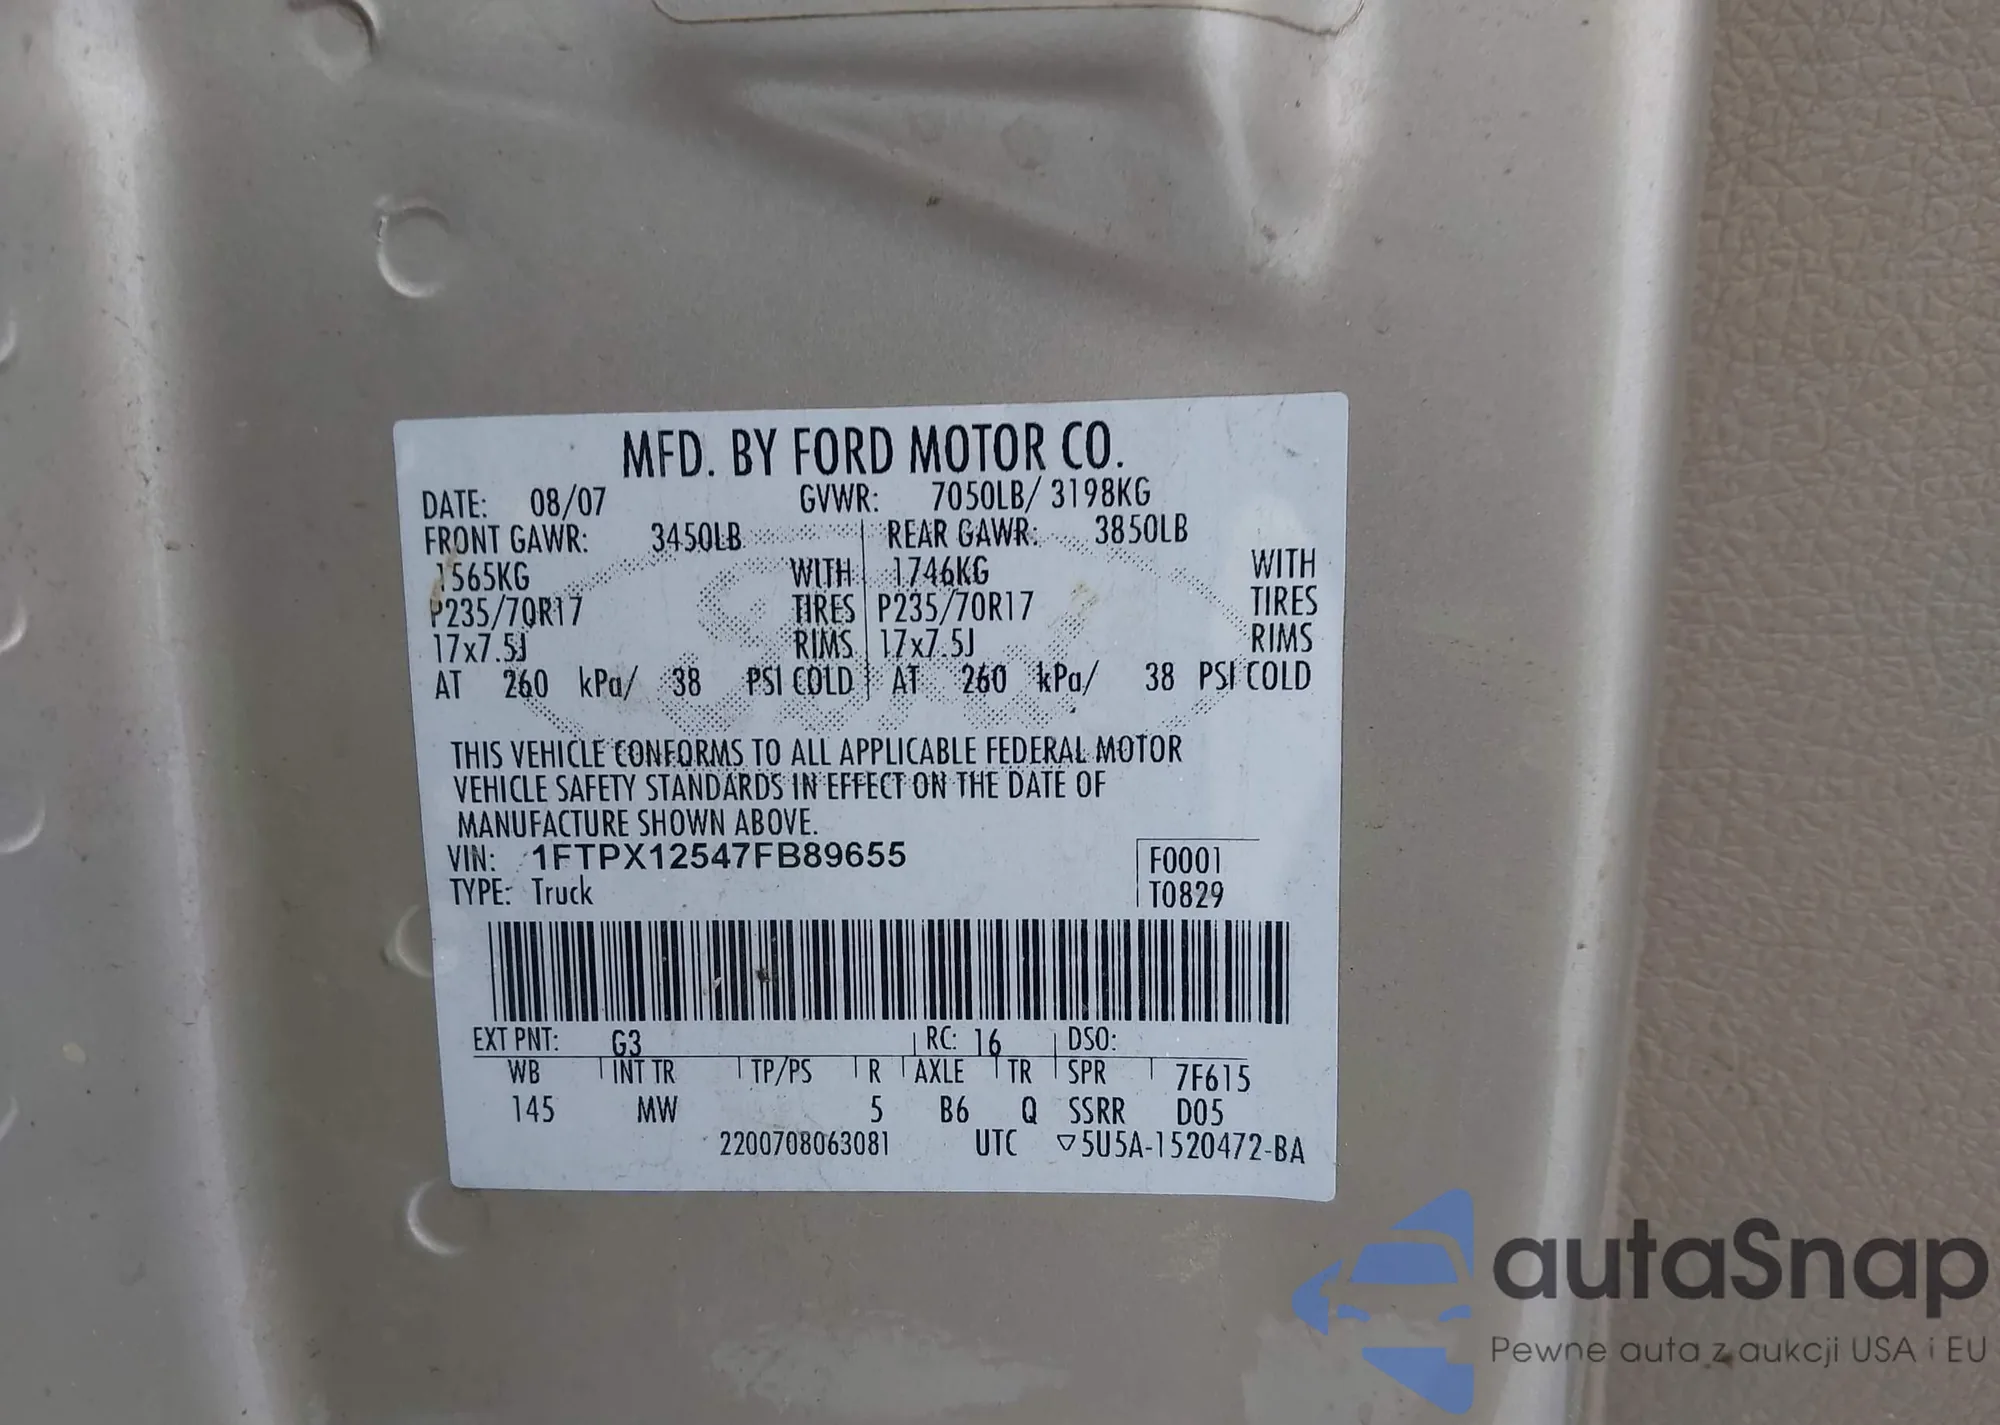 MFD. BY FORD MOTOR CO.
DATE: 08/07 GVWR: 7050LB/ 3198KG
FRONT GAWR: 3450LB REAR GAWR: 3850LB
1565KG WITH 1746KG WITH
P235/70R17 TIRES P235/70R17 TIRES
17x7.5J RIMS 17x7.5J RIMS
AT 260 kPa/ 38 PSI COLD AT 260 kPa/ 38 PSI COLD
THIS VEHICLE CONFORMS TO ALL APPLICABLE FEDERAL MOTOR
VEHICLE SAFETY STANDARDS IN EFFECT ON THE DATE OF
MANUFACTURE SHOWN ABOVE.
VIN: 1FTPX12547FB89655 F0001
TYPE: Truck T0829
EXT PNT: G3 RC: 16 DSO:
WB INT TR TP/PS R AXLE TR SPR 7F615
145 MW 5 B6 Q SSRR D05
2200708063081 UTC ▽5U5A-1520472-BA
autaSnap
Pewne auta z aukcji USA i EU